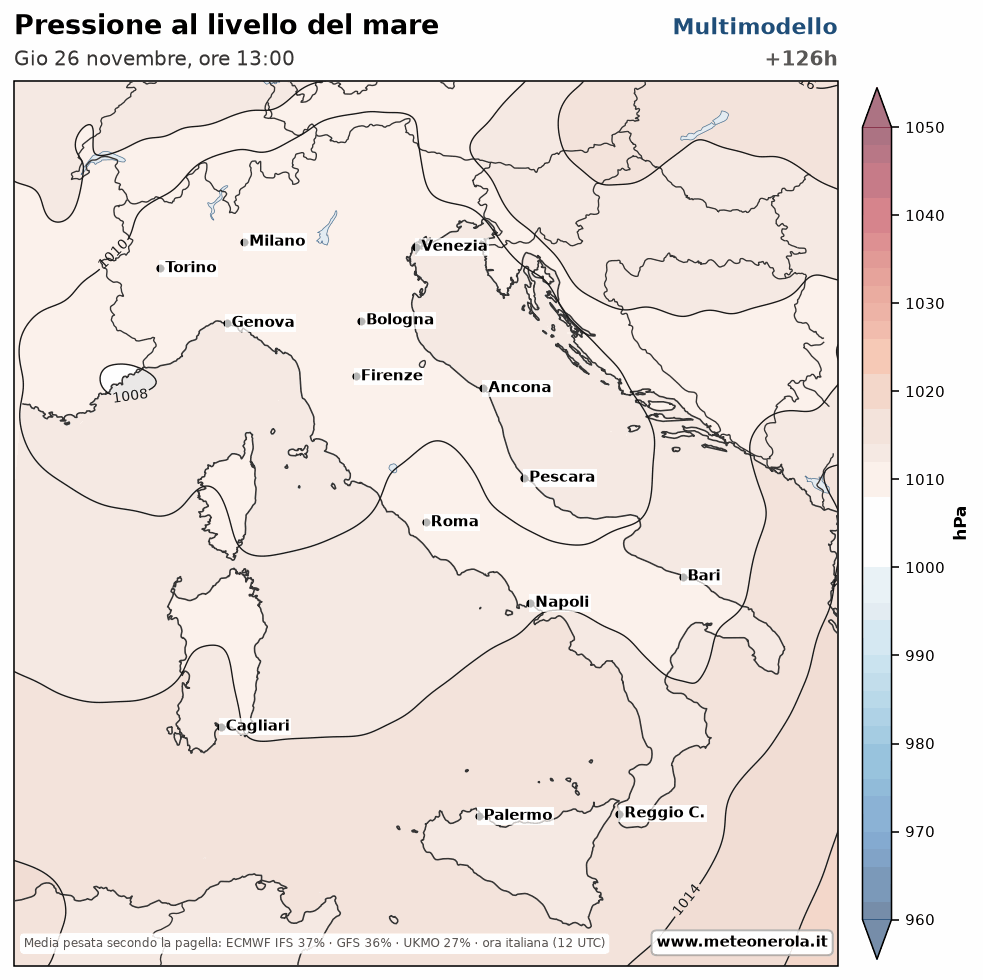 Pressione al livello del mare
Multimodello
Gio 26 novembre, ore 13:00
+126h
1050
1040
1030
1020
1010
1000
990
980
970
960
hPa
1010
Milano
Venezia
Torino
Genova
Bologna
Firenze
1008
Ancona
Pescara
Roma
Bari
Napoli
Cagliari
Palermo
Reggio C.
1014
Media pesata secondo la pagella: ECMWF IFS 37% · GFS 36% · UKMO 27% · ora italiana (12 UTC)
www.meteonerola.it